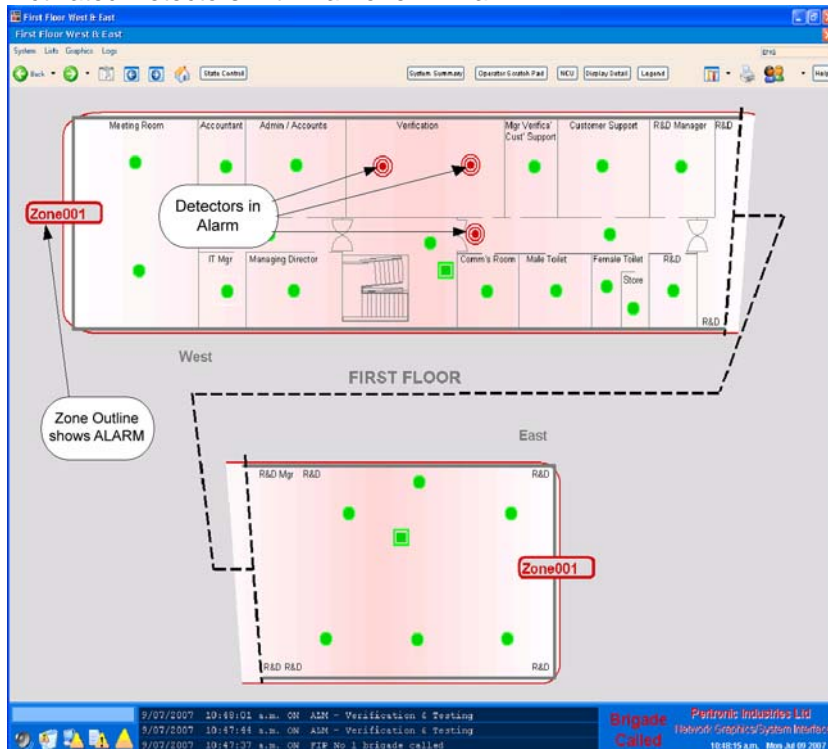 First Floor West & East
First Floor West & East
System Lists Graphics Logs
ENG
Back
State Control
System Summary
Operator Scratch Pad
NCU
Display Detail
Legend
Help
Meeting Room
Accountant
Admin / Accounts
Verification
Mgr Verifica'
Cust' Support
Customer Support
R&D Manager
R&D
Zone001
Detectors in
Alarm
IT Mgr
Managing Director
Comm's Room
Male Toilet
Female Toilet
Store
R&D
R&D
West
FIRST FLOOR
Zone Outline
shows ALARM
East
R&D Mgr
R&D
R&D
Zone001
R&D R&D
R&D
9/07/2007 10:48:01 a.m. ON ALM - Verification & Testing
9/07/2007 10:47:44 a.m. ON ALM - Verification & Testing
9/07/2007 10:47:37 a.m. ON FIP No 1 brigade called
Brigade
Called
Pertronic Industries Ltd
Network Graphics/System Interface
10:48:15 a.m. Mon Jul 09 2007